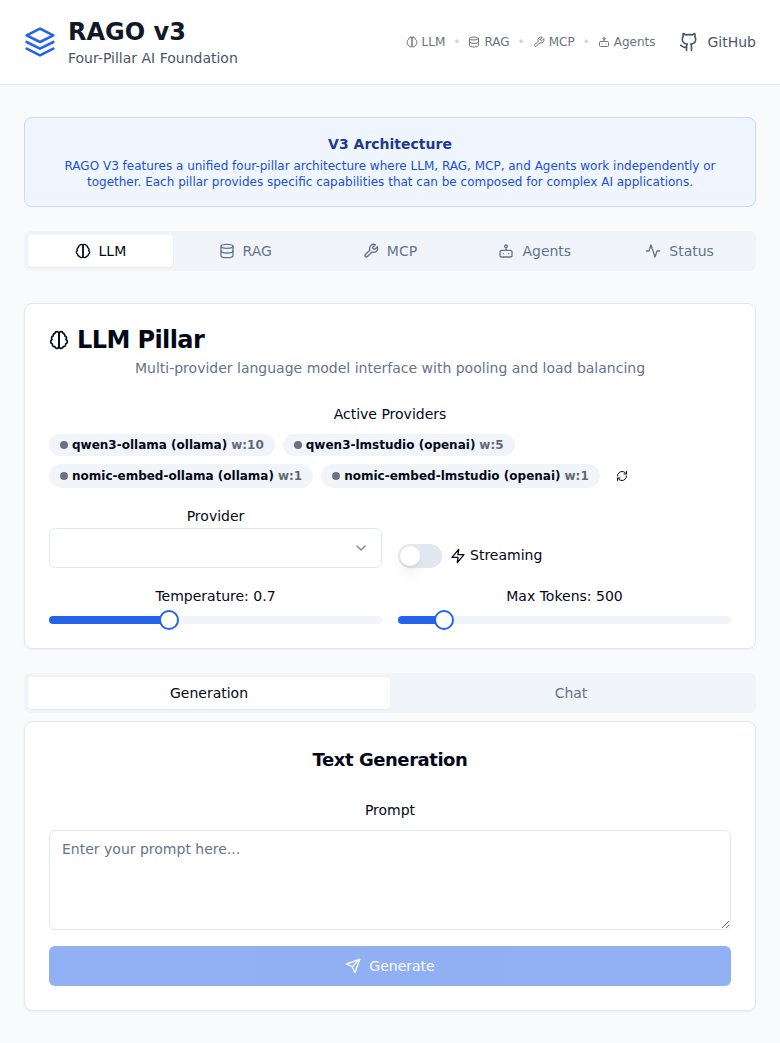 RAGO v3
Four-Pillar AI Foundation
LLM • RAG • MCP • Agents
GitHub
V3 Architecture
RAGO V3 features a unified four-pillar architecture where LLM, RAG, MCP, and Agents work independently or
together. Each pillar provides specific capabilities that can be composed for complex AI applications.
LLM
RAG
MCP
Agents
Status
LLM Pillar
Multi-provider language model interface with pooling and load balancing
Active Providers
qwen3-ollama (ollama) w:10
qwen3-lmstudio (openai) w:5
nomic-embed-ollama (ollama) w:1
nomic-embed-lmstudio (openai) w:1
Provider
Streaming
Temperature: 0.7
Max Tokens: 500
Generation
Chat
Text Generation
Prompt
Enter your prompt here...
Generate